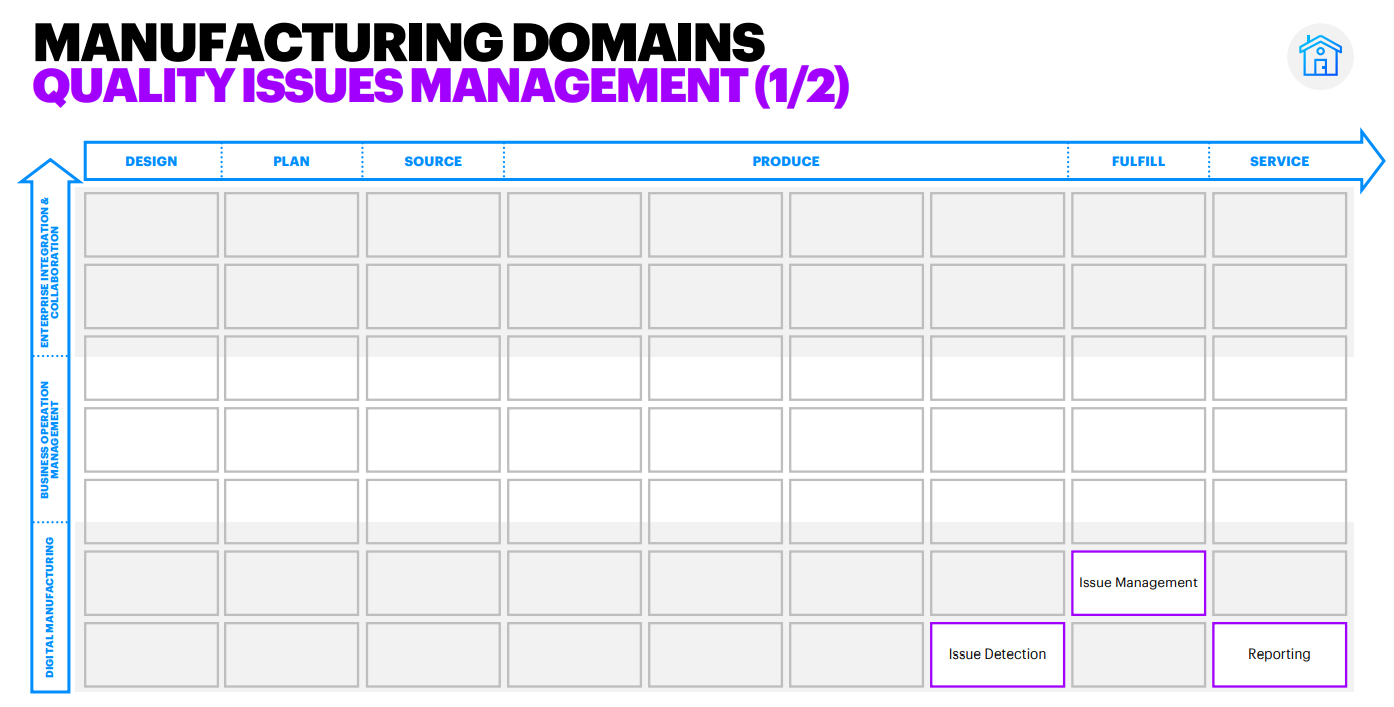 MANUFACTURING DOMAINS
QUALITY ISSUES MANAGEMENT (1/2)
DESIGN
PLAN
SOURCE
PRODUCE
FULFILL
SERVICE
ENTERPRISE INTEGRATION &
COLLABORATION
BUSINESS OPERATION
MANAGEMENT
DIGITAL MANUFACTURING
Issue Management
Issue Detection
Reporting